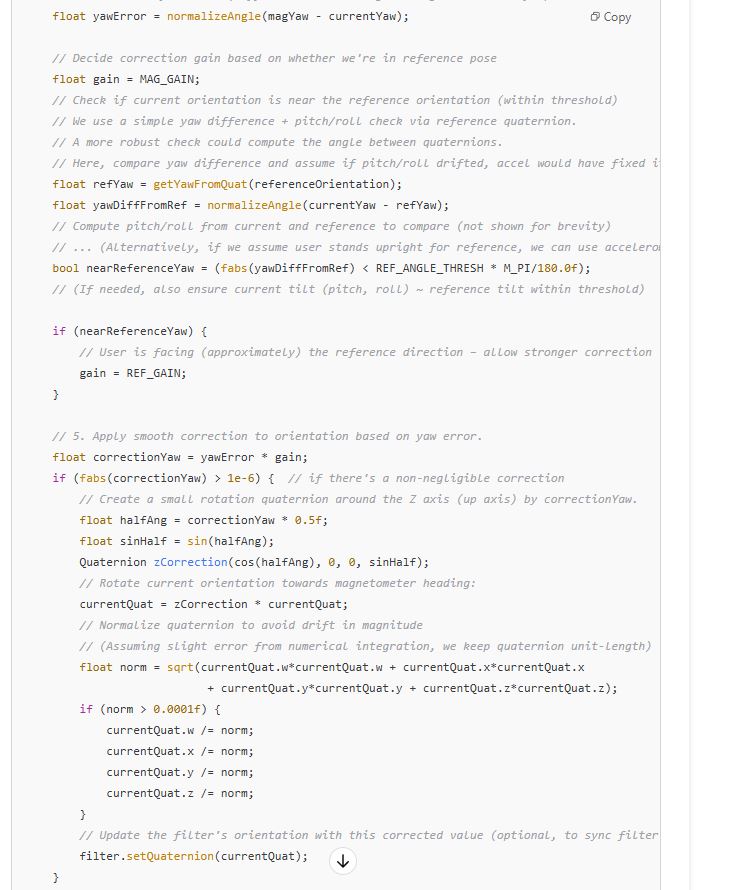 float yawError = normalizeAngle(magYaw - currentYaw);
Copy
// Decide correction gain based on whether we're in reference pose
float gain = MAG_GAIN;
// Check if current orientation is near the reference orientation (within threshold)
// We use a simple yaw difference + pitch/roll check via reference quaternion.
// A more robust check could compute the angle between quaternions.
// Here, compare yaw difference and assume if pitch/roll drifted, accel would have fixed i
float refYaw = getYawFromQuat(referenceOrientation);
float yawDiffFromRef = normalizeAngle(currentYaw - refYaw);
// Compute pitch/roll from current and reference to compare (not shown for brevity)
// ... (Alternatively, if we assume user stands upright for reference, we can use accelero
bool nearReferenceYaw = (fabs(yawDiffFromRef) < REF_ANGLE_THRESH * M_PI/180.0f);
// (If needed, also ensure current tilt (pitch, roll) ~ reference tilt within threshold)
if (nearReferenceYaw) {
// User is facing (approximately) the reference direction – allow stronger correction
gain = REF_GAIN;
}
// 5. Apply smooth correction to orientation based on yaw error.
float correctionYaw = yawError * gain;
if (fabs(correctionYaw) > 1e-6) { // if there's a non-negligible correction
// Create a small rotation quaternion around the Z axis (up axis) by correctionYaw.
float halfAng = correctionYaw * 0.5f;
float sinHalf = sin(halfAng);
Quaternion zCorrection(cos(halfAng), 0, 0, sinHalf);
// Rotate current orientation towards magnetometer heading:
currentQuat = zCorrection * currentQuat;
// Normalize quaternion to avoid drift in magnitude
// (Assuming slight error from numerical integration, we keep quaternion unit-length)
float norm = sqrt(currentQuat.w*currentQuat.w + currentQuat.x*currentQuat.x
+ currentQuat.y*currentQuat.y + currentQuat.z*currentQuat.z);
if (norm > 0.0001f) {
currentQuat.w /= norm;
currentQuat.x /= norm;
currentQuat.y /= norm;
currentQuat.z /= norm;
}
// Update the filter's orientation with this corrected value (optional, to sync filter
filter.setQuaternion(currentQuat);
}